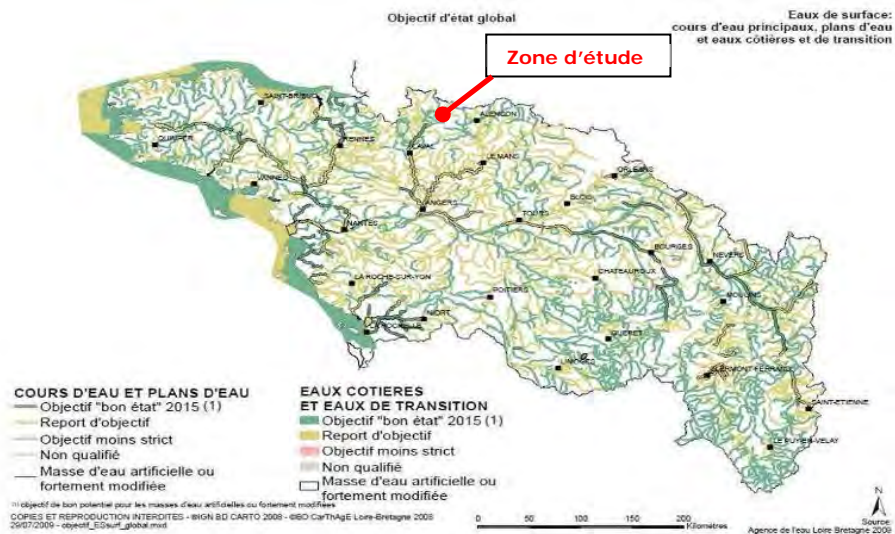 Objectif d'état global
Eaux de surface:
cours d'eau principaux, plans d'eau
et eaux côtières et de transition
Zone d'étude
SAINT-BRIEUC
ALENCON
QUIMPER
RENNES
LAVAL
LE MANS
ORLEANS
VANNES
ANGERS
BLOIS
TOURS
NANTES
BOURGES
NEVERS
CHATEAUROUX
LA ROCHE-SUR-YON
POITIERS
MOULINS
NIORT
LA ROCHELLE
GUERET
LIMOGES
CLERMONT-FERRAND
SAINT-ETIENNE
LE PUY-EN-VELAY
COURS D'EAU ET PLANS D'EAU
Objectif "bon état" 2015 (1)
Report d'objectif
Objectif moins strict
Non qualifié
Masse d'eau artificielle ou
fortement modifiée
EAUX COTIERES
ET EAUX DE TRANSITION
Objectif "bon état" 2015 (1)
Report d'objectif
Objectif moins strict
Non qualifié
Masse d'eau artificielle ou
fortement modifiée
(1) objectif de bon potentiel pour les masses d'eau artificielles ou fortement modifiées
COPIES ET REPRODUCTION INTERDITES - ©IGN BD CARTO 2008 - ©BD CarThAgE Loire-Bretagne 2008
29/07/2009 - objectif_ESsurf_global.mxd
0 50 100 150 200
Kilomètres
N
Source:
Agence de l'eau Loire Bretagne 2009